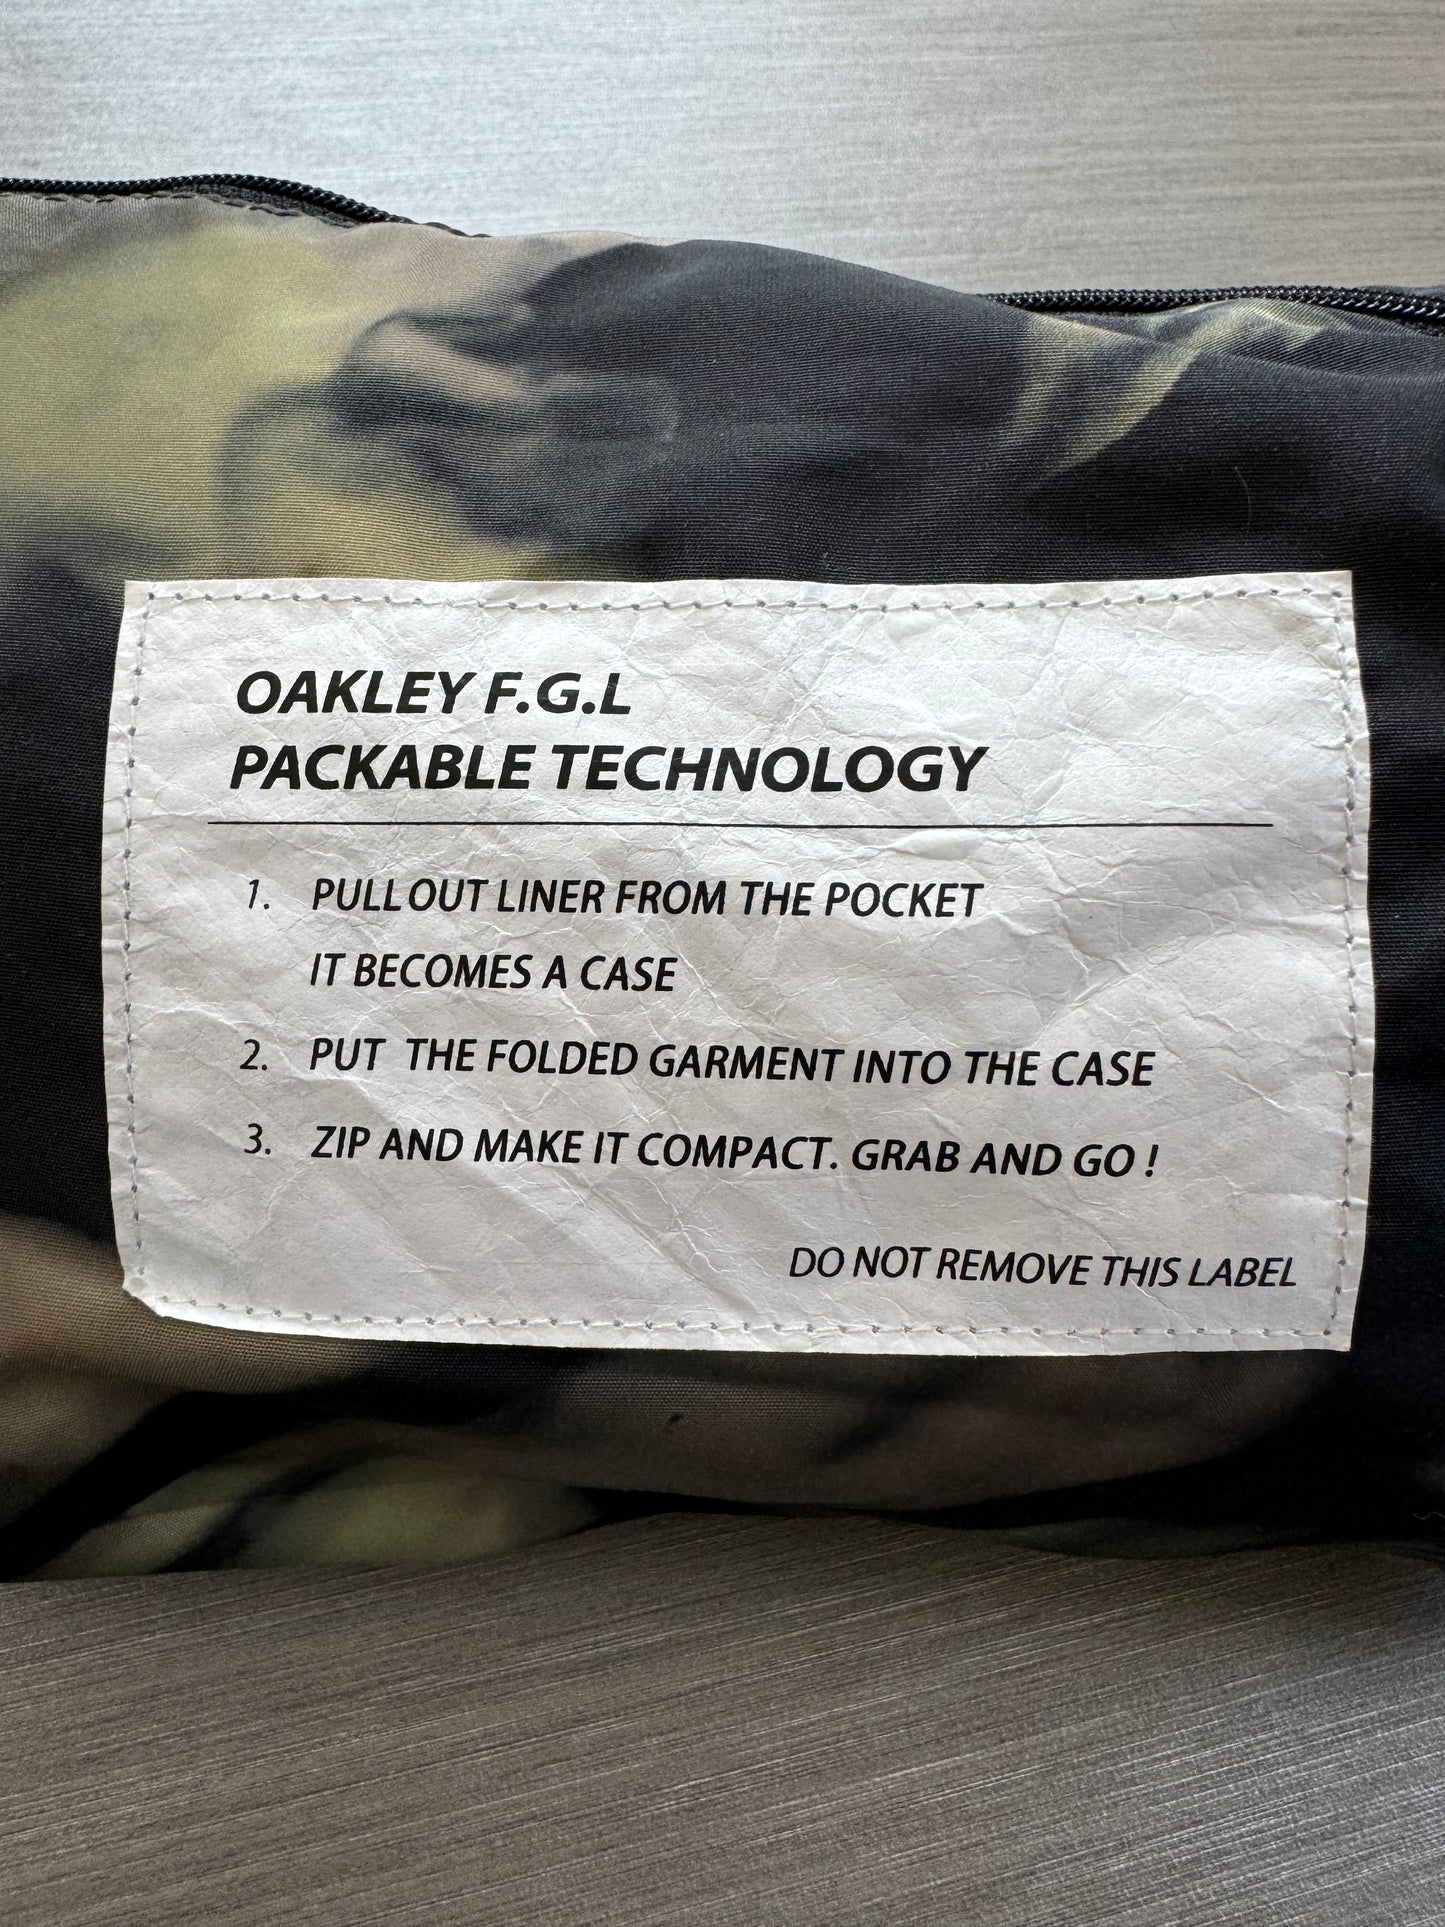 OAKLEY F.G.L
PACKABLE TECHNOLOGY
1. PULL OUT LINER FROM THE POCKET
IT BECOMES A CASE
2. PUT THE FOLDED GARMENT INTO THE CASE
3. ZIP AND MAKE IT COMPACT. GRAB AND GO !
DO NOT REMOVE THIS LABEL